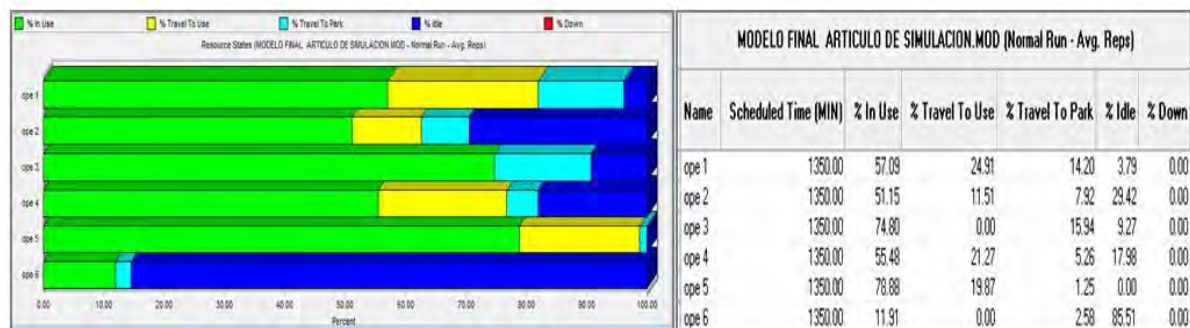 % In Use % Travel To Use % Travel To Park % Idle % Down
Resource States (MODELO FINAL ARTICULO DE SIMULACION.MOD - Normal Run - Avg. Reps)
ope 1
ope 2
ope 3
ope 4
ope 5
ope 6
0.00 10.00 20.00 30.00 40.00 50.00 60.00 70.00 80.00 90.00 100.00
Percent
MODELO FINAL ARTICULO DE SIMULACION.MOD (Normal Run - Avg. Reps)
Name Scheduled Time (MIN) % In Use % Travel To Use % Travel To Park % Idle % Down
ope 1 1350.00 57.09 24.91 14.20 3.79 0.00
ope 2 1350.00 51.15 11.51 7.92 29.42 0.00
ope 3 1350.00 74.80 0.00 15.94 9.27 0.00
ope 4 1350.00 55.48 21.27 5.26 17.98 0.00
ope 5 1350.00 78.88 19.87 1.25 0.00 0.00
ope 6 1350.00 11.91 0.00 2.58 85.51 0.00